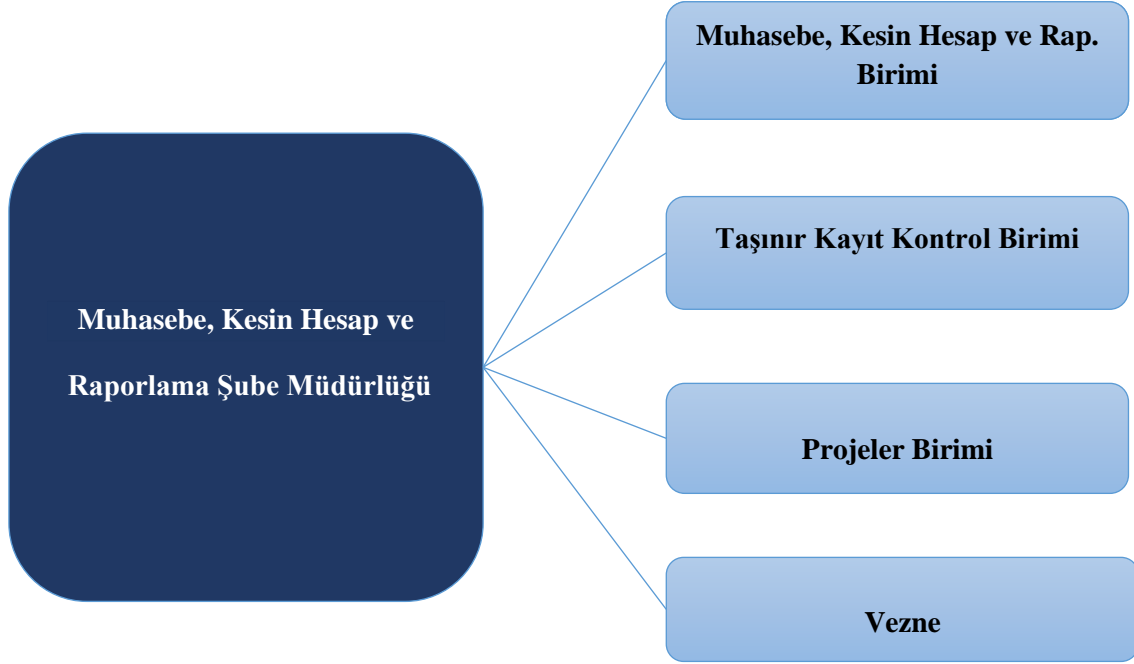 Muhasebe, Kesin Hesap ve
Raporlama Şube Müdürlüğü
Muhasebe, Kesin Hesap ve Rap.
Birimi
Taşınır Kayıt Kontrol Birimi
Projeler Birimi
Vezne